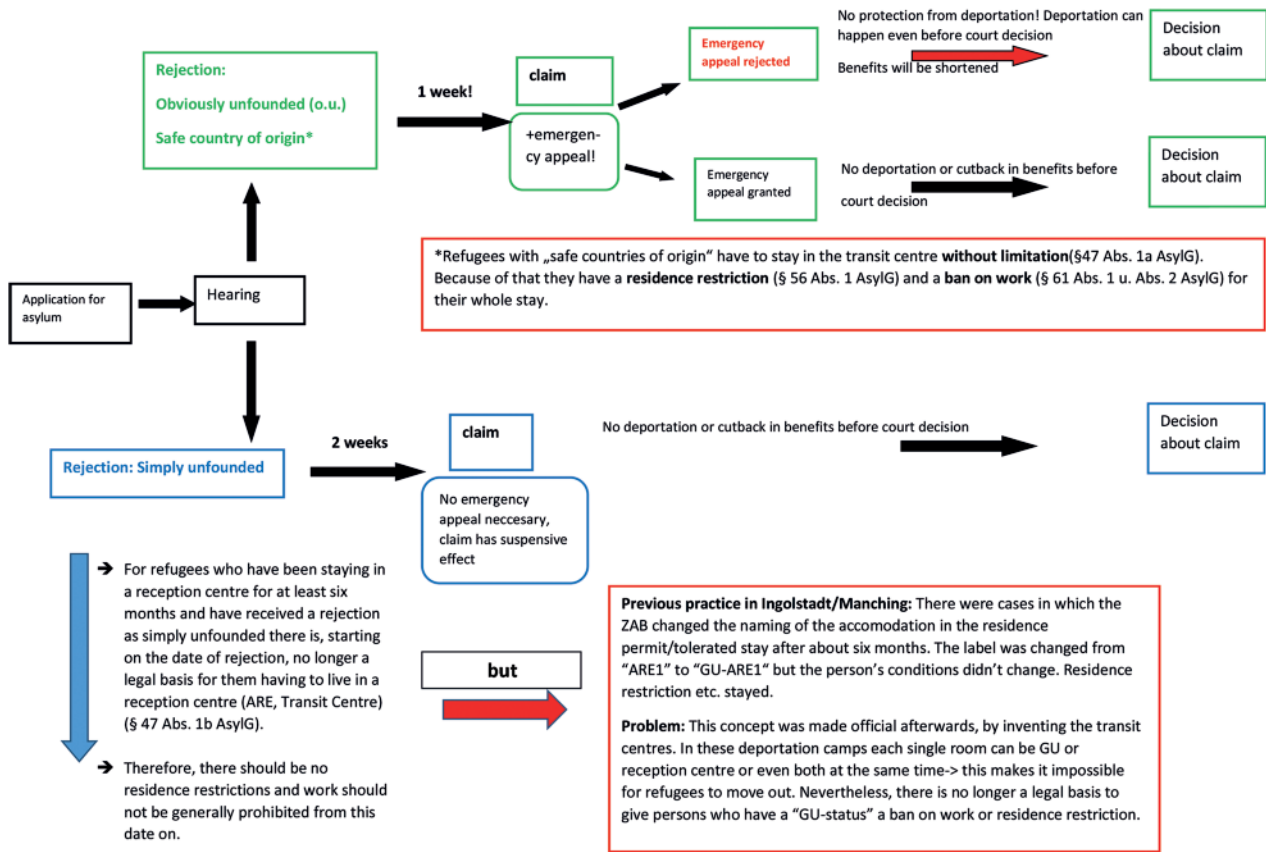 Rejection:
Obviously unfounded (o.u.)
Safe country of origin*
1 week!
claim
+emergen-
cy appeal!
Emergency
appeal rejected
No protection from deportation! Deportation can
happen even before court decision
Benefits will be shortened
Decision
about claim
Emergency
appeal granted
No deportation or cutback in benefits before
court decision
Decision
about claim
*Refugees with „safe countries of origin“ have to stay in the transit centre without limitation(§47 Abs. 1a AsylG).
Because of that they have a residence restriction (§ 56 Abs. 1 AsylG) and a ban on work (§ 61 Abs. 1 u. Abs. 2 AsylG) for
their whole stay.
Application for
asylum
Hearing
Rejection: Simply unfounded
2 weeks
claim
No emergency
appeal neccesary,
claim has suspensive
effect
No deportation or cutback in benefits before court decision
Decision
about claim
➔ For refugees who have been staying in
a reception centre for at least six
months and have received a rejection
as simply unfounded there is, starting
on the date of rejection, no longer a
legal basis for them having to live in a
reception centre (ARE, Transit Centre)
(§ 47 Abs. 1b AsylG).
➔ Therefore, there should be no
residence restrictions and work should
not be generally prohibited from this
date on.
but
Previous practice in Ingolstadt/Manching: There were cases in which the
ZAB changed the naming of the accomodation in the residence
permit/tolerated stay after about six months. The label was changed from
“ARE1” to “GU-ARE1“ but the person’s conditions didn’t change. Residence
restriction etc. stayed.
Problem: This concept was made official afterwards, by inventing the transit
centres. In these deportation camps each single room can be GU or
reception centre or even both at the same time-> this makes it impossible
for refugees to move out. Nevertheless, there is no longer a legal basis to
give persons who have a “GU-status” a ban on work or residence restriction.